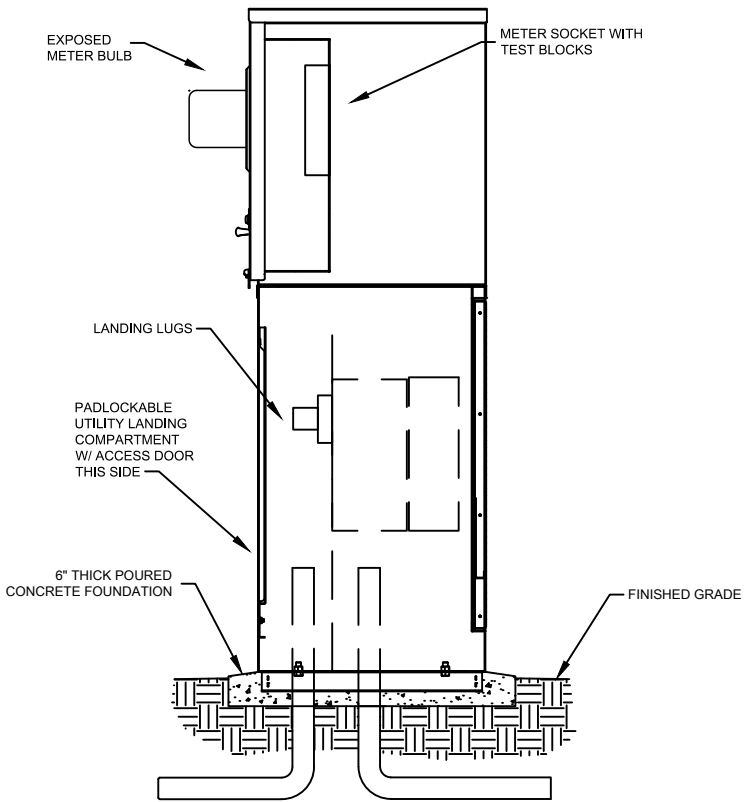 EXPOSED
METER BULB
METER SOCKET WITH
TEST BLOCKS
LANDING LUGS
PADLOCKABLE
UTILITY LANDING
COMPARTMENT
W/ ACCESS DOOR
THIS SIDE
6" THICK POURED
CONCRETE FOUNDATION
FINISHED GRADE